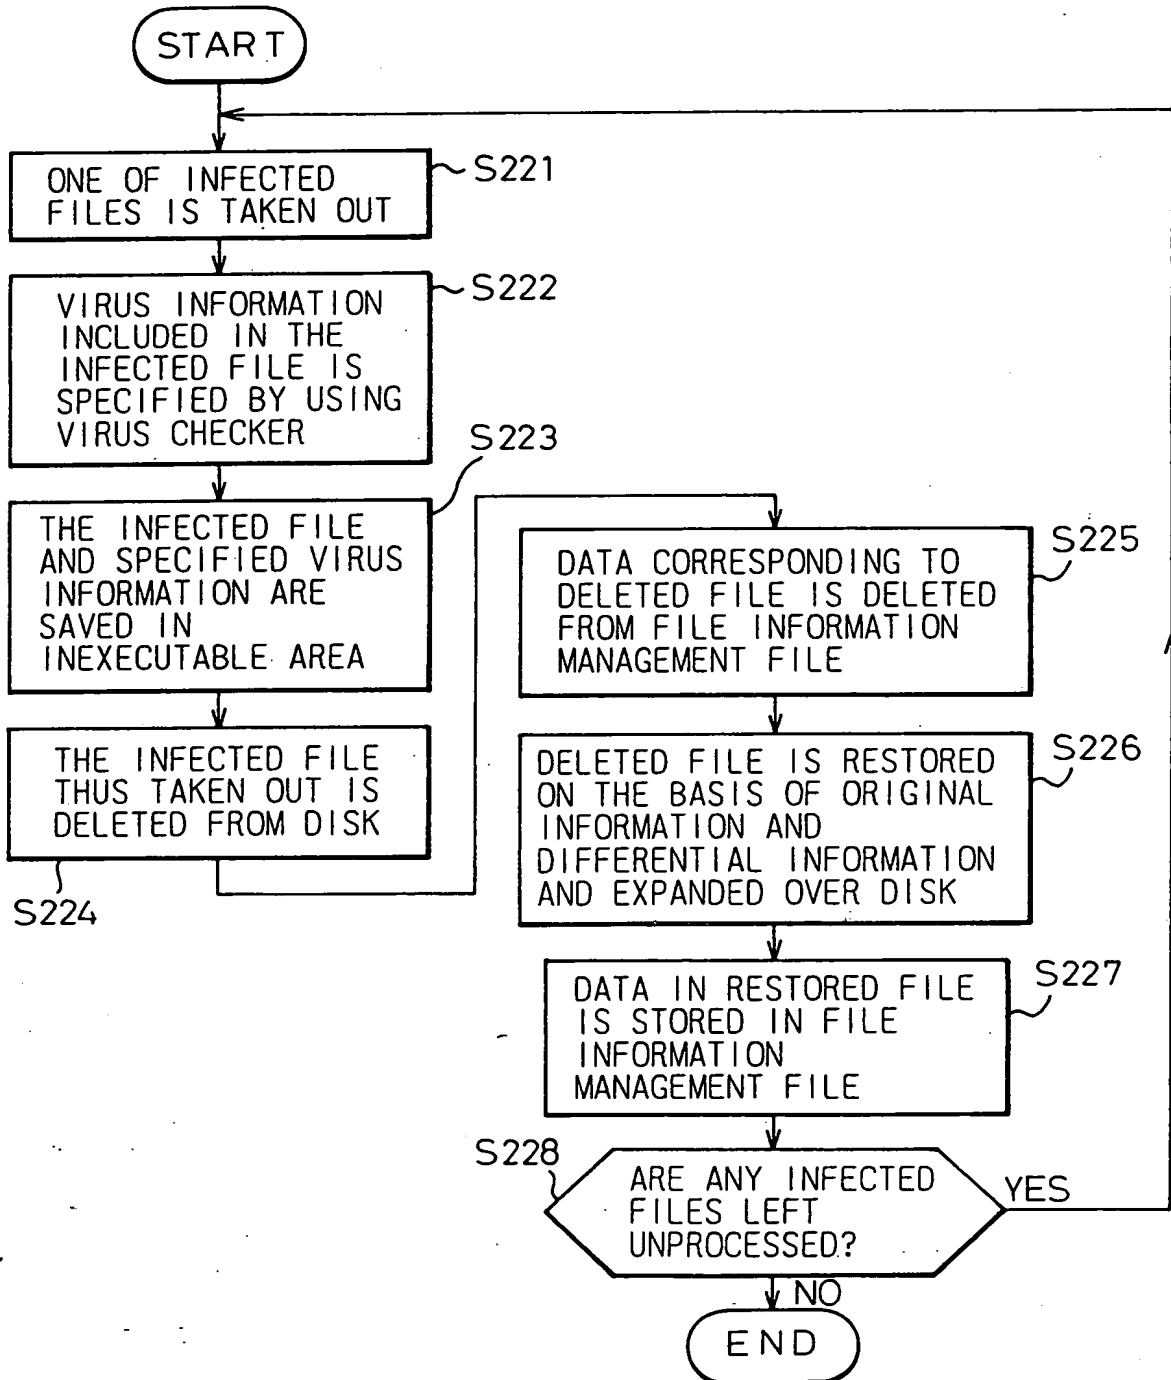 START
ONE OF INFECTED
FILES IS TAKEN OUT
S221
VIRUS INFORMATION
INCLUDED IN THE
INFECTED FILE IS
SPECIFIED BY USING
VIRUS CHECKER
S222
THE INFECTED FILE
AND SPECIFIED VIRUS
INFORMATION ARE
SAVED IN
INEXECUTABLE AREA
S223
THE INFECTED FILE
THUS TAKEN OUT IS
DELETED FROM DISK
S224
DATA CORRESPONDING TO
DELETED FILE IS DELETED
FROM FILE INFORMATION
MANAGEMENT FILE
S225
DELETED FILE IS RESTORED
ON THE BASIS OF ORIGINAL
INFORMATION AND
DIFFERENTIAL INFORMATION
AND EXPANDED OVER DISK
S226
DATA IN RESTORED FILE
IS STORED IN FILE
INFORMATION
MANAGEMENT FILE
S227
S228
ARE ANY INFECTED
FILES LEFT
UNPROCESSED?
YES
NO
END